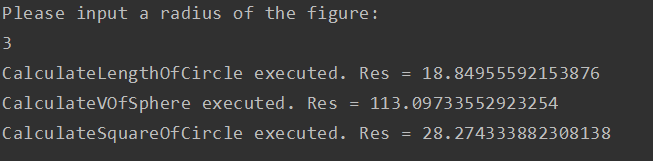 Please input a radius of the figure:
3
CalculateLengthOfCircle executed. Res = 18.84955592153876
CalculateVOfSphere executed. Res = 113.09733552923254
CalculateSquareOfCircle executed. Res = 28.274333882308138